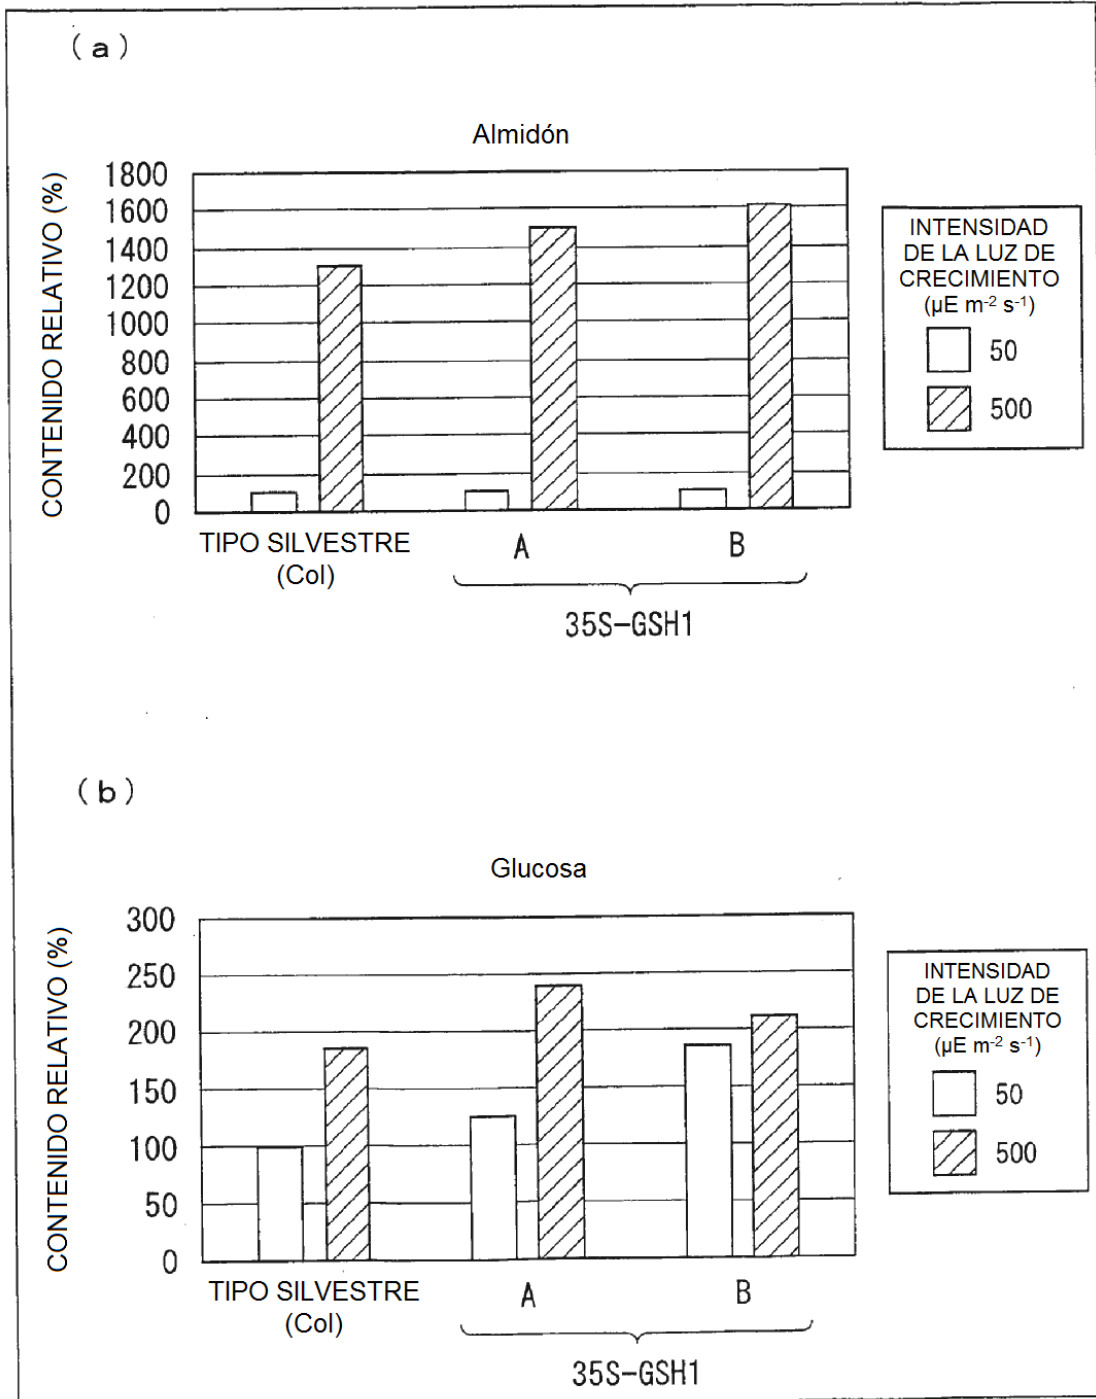 (a)
Almidón
CONTENIDO RELATIVO (%)
1800
1600
1400
1200
1000
800
600
400
200
0
TIPO SILVESTRE
(Col)
A
B
35S-GSH1
INTENSIDAD
DE LA LUZ DE
CRECIMIENTO
(µE m⁻² s⁻¹)
50
500
(b)
Glucosa
CONTENIDO RELATIVO (%)
300
250
200
150
100
50
0
TIPO SILVESTRE
(Col)
A
B
35S-GSH1
INTENSIDAD
DE LA LUZ DE
CRECIMIENTO
(µE m⁻² s⁻¹)
50
500